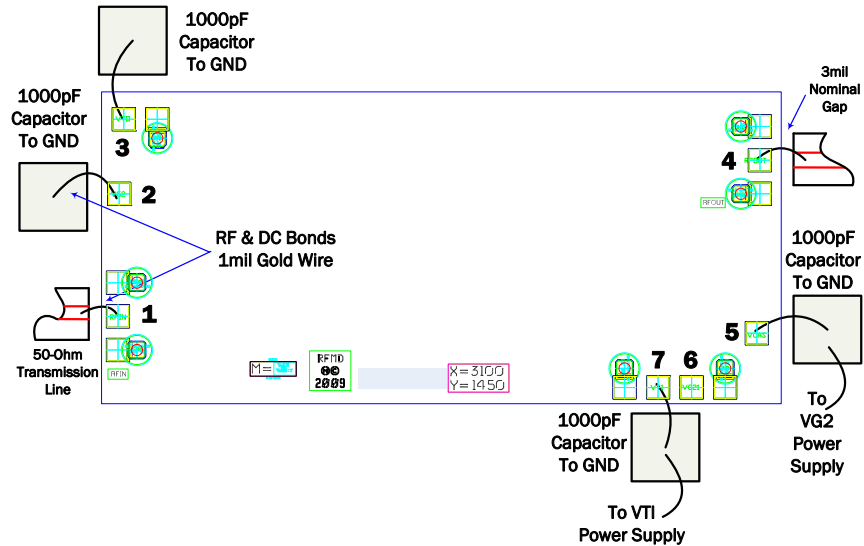 1000pF
Capacitor
To GND
1000pF
Capacitor
To GND
3
2
RF & DC Bonds
1mil Gold Wire
1
50-Ohm
Transmission
Line
RFIN
M=
RFMD
2009
X=3100
Y=1450
3mil
Nominal
Gap
4
RFOUT
RFOUT
1000pF
Capacitor
To GND
5
7
6
1000pF
Capacitor
To GND
To
VG2
Power
Supply
To VTI
Power Supply